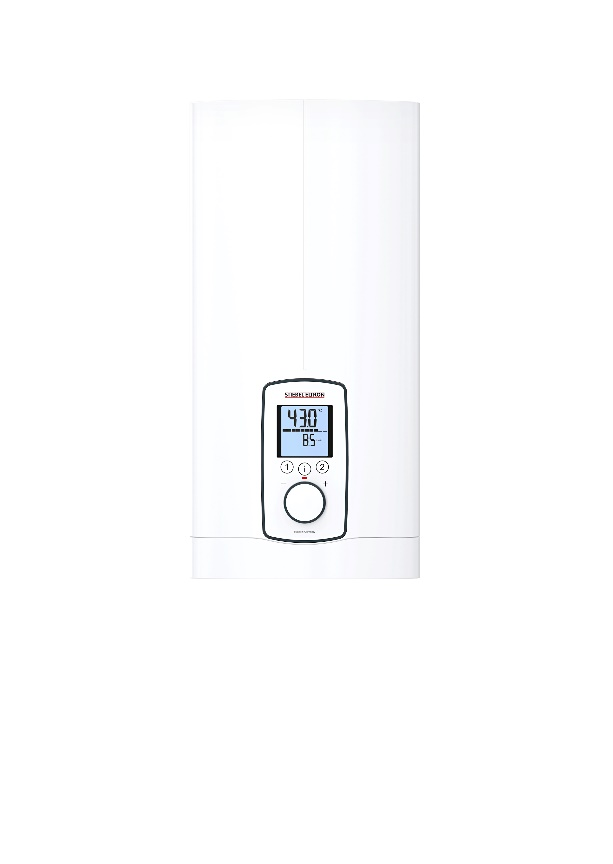 STIEBEL ELTRON
43.0 °C
85
1 i 2
- +